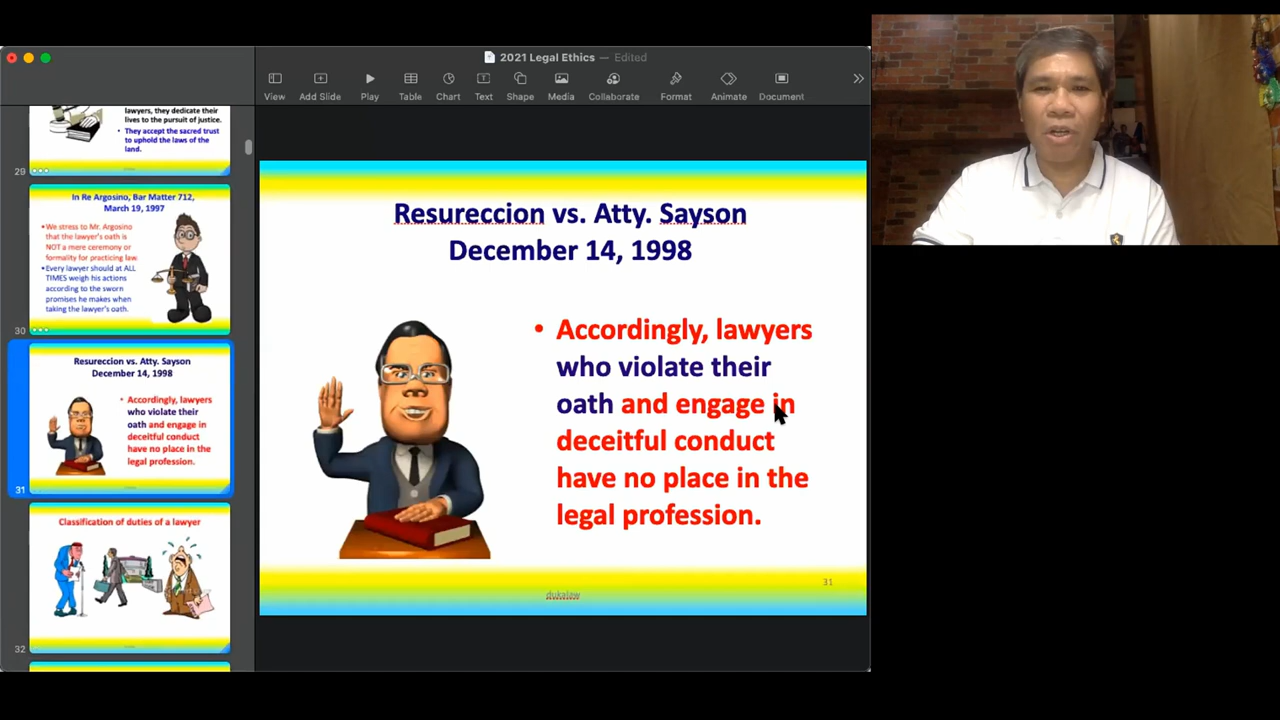 2021 Legal Ethics — Edited
View
Add Slide
Play
Table
Chart
Text
Shape
Media
Collaborate
Format
Animate
Document
lawyers, they dedicate their
lives to the pursuit of justice.
• They accept the sacred trust
to uphold the laws of the
land.
29
In Re Argosino, Bar Matter 712,
March 19, 1997
• We stress to Mr. Argosino
that the lawyer's oath is
NOT a mere ceremony or
formality for practicing law.
• Every lawyer should at ALL
TIMES weigh his actions
according to the sworn
promises he makes when
taking the lawyer's oath.
30
Resureccion vs. Atty. Sayson
December 14, 1998
• Accordingly, lawyers
who violate their
oath and engage in
deceitful conduct
have no place in the
legal profession.
31
Classification of duties of a lawyer
32
Resureccion vs. Atty. Sayson
December 14, 1998
• Accordingly, lawyers
who violate their
oath and engage in
deceitful conduct
have no place in the
legal profession.
31
dukalaw